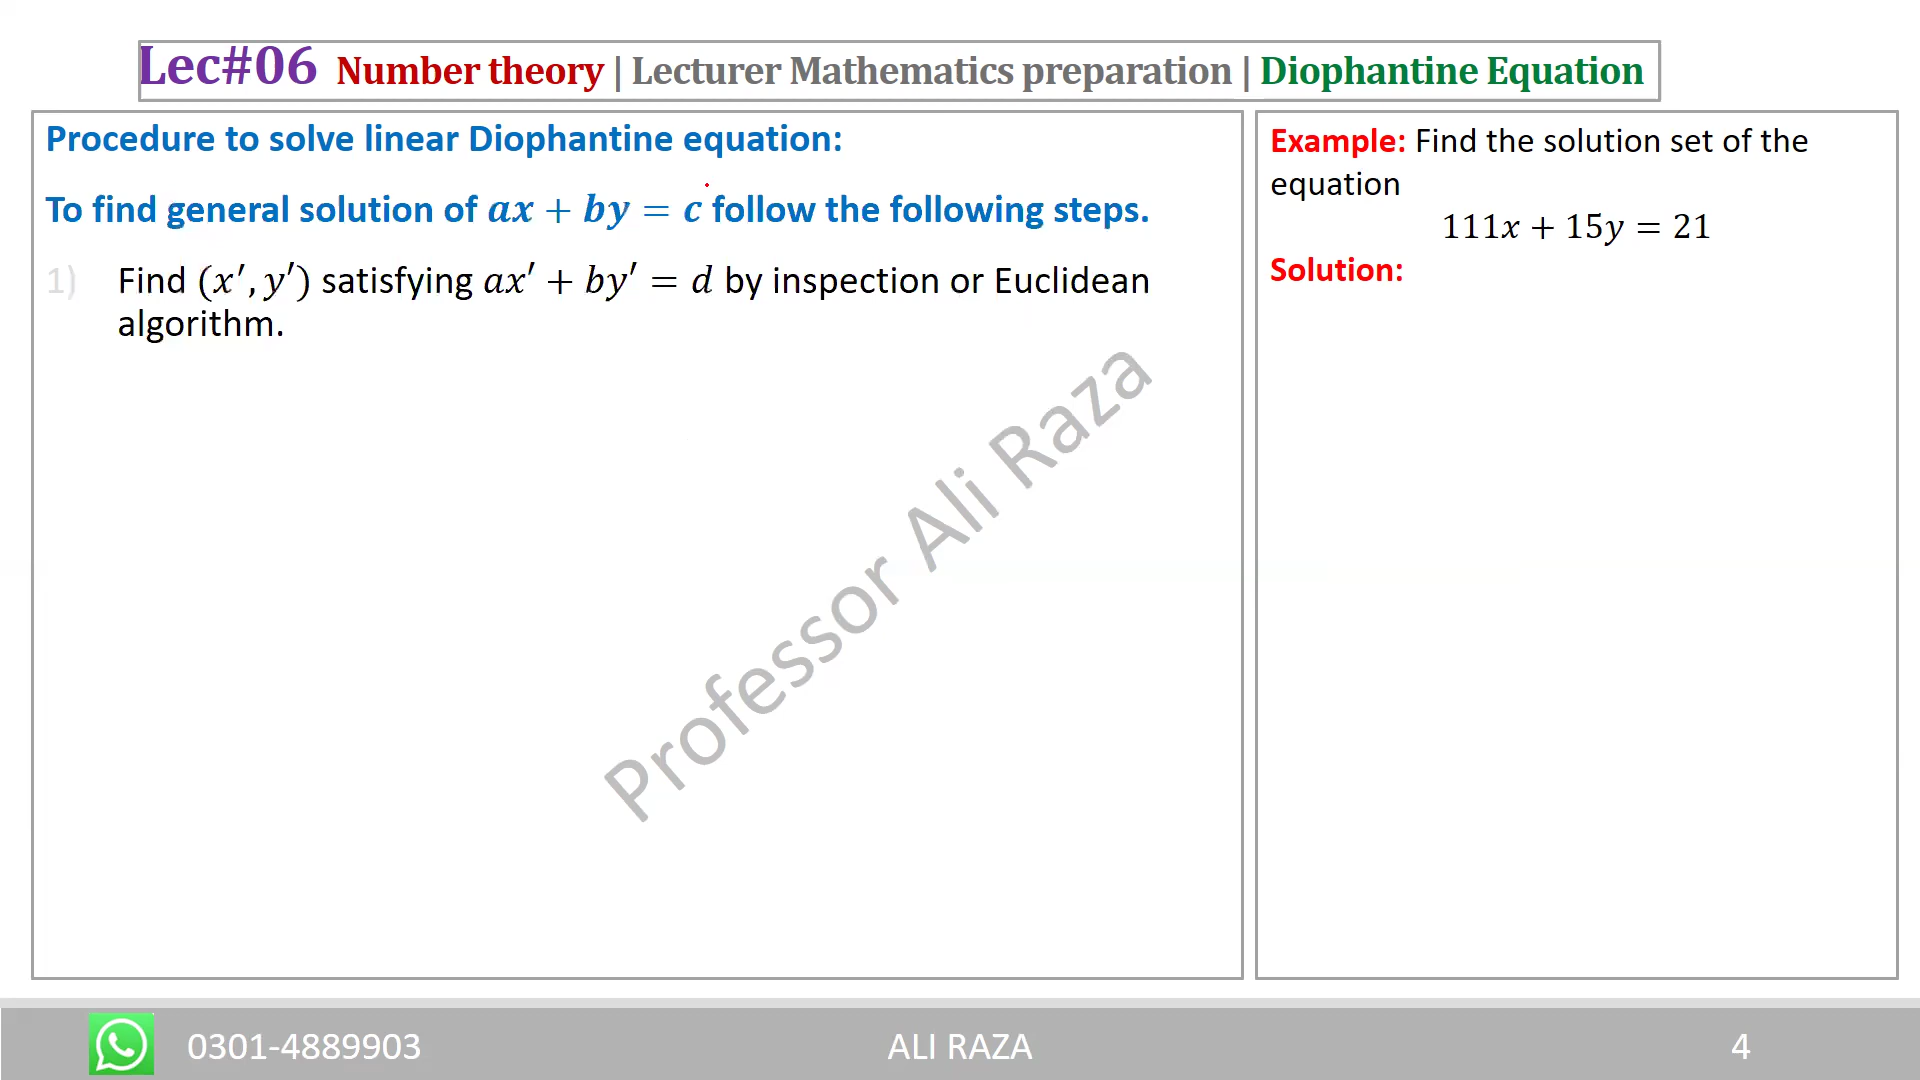 Lec#06 Number theory | Lecturer Mathematics preparation | Diophantine Equation
Procedure to solve linear Diophantine equation:
To find general solution of ax + by = c follow the following steps.
1) Find (x′, y′) satisfying ax′ + by′ = d by inspection or Euclidean
algorithm.
Professor Ali Raza
Example: Find the solution set of the
equation
111x + 15y = 21
Solution:
0301-4889903
ALI RAZA
4